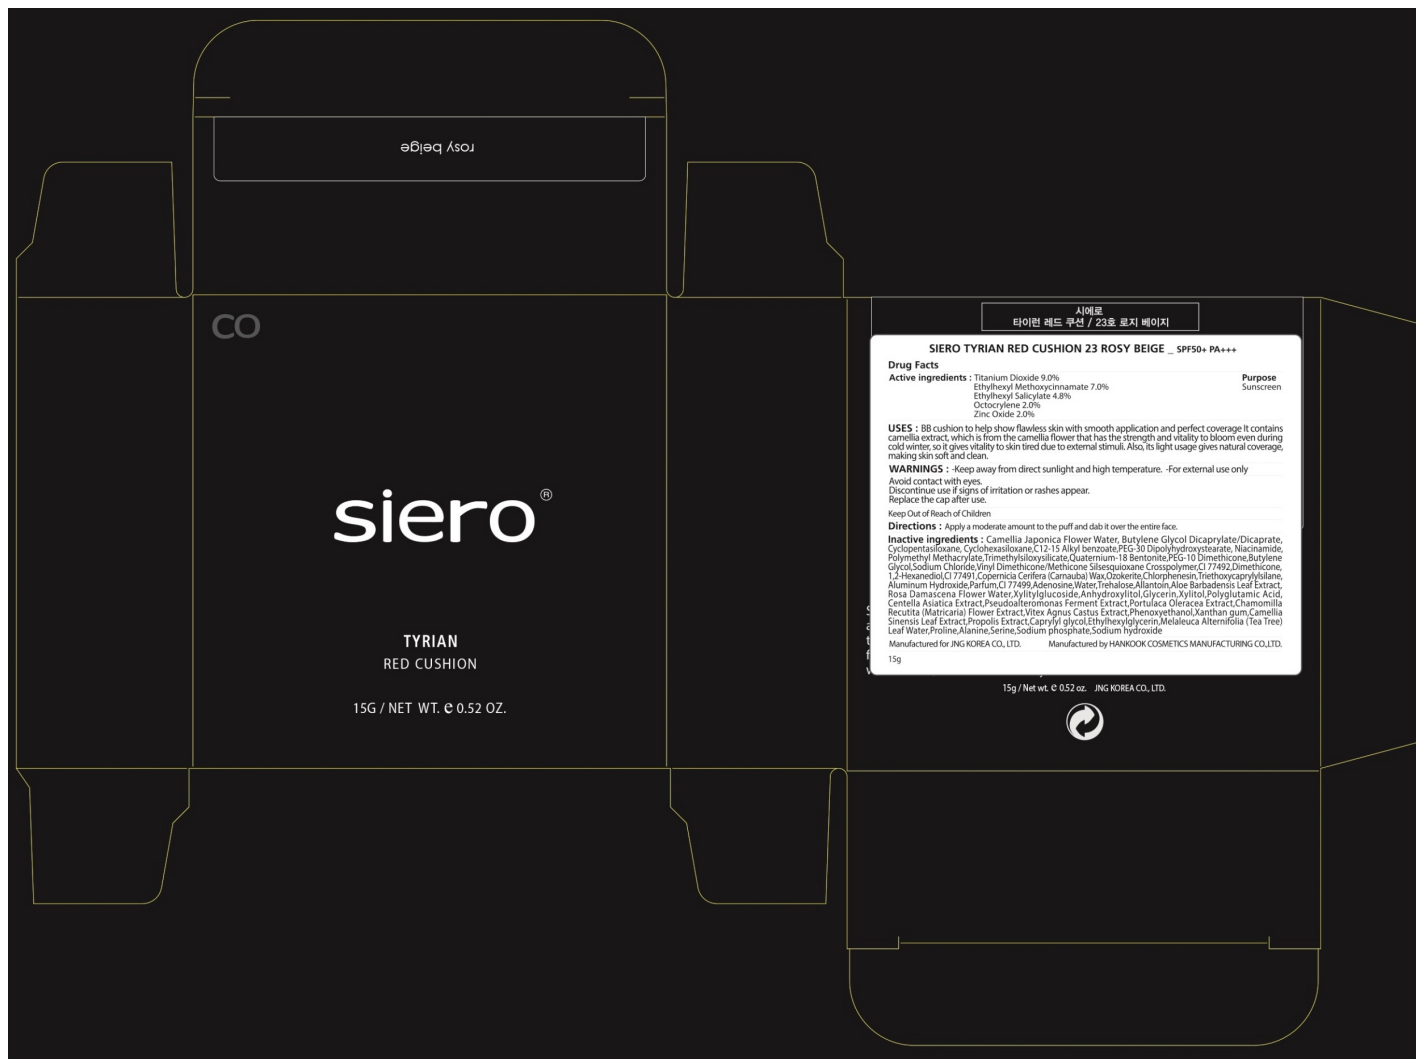 rosy beige
CO
siero®
TYRIAN
RED CUSHION
15G / NET WT. ℮ 0.52 OZ.
시에로
타이런 레드 쿠션 / 23호 로지 베이지
SIERO TYRIAN RED CUSHION 23 ROSY BEIGE _ SPF50+ PA+++
Drug Facts
Active ingredients : Titanium Dioxide 9.0% Purpose
Ethylhexyl Methoxycinnamate 7.0% Sunscreen
Ethylhexyl Salicylate 4.8%
Octocrylene 2.0%
Zinc Oxide 2.0%
USES : BB cushion to help show flawless skin with smooth application and perfect coverage It contains
camellia extract, which is from the camellia flower that has the strength and vitality to bloom even during
cold winter, so it gives vitality to skin tired due to external stimuli. Also, its light usage gives natural coverage,
making skin soft and clean.
WARNINGS : -Keep away from direct sunlight and high temperature. -For external use only
Avoid contact with eyes.
Discontinue use if signs of irritation or rashes appear.
Replace the cap after use.
Keep Out of Reach of Children
Directions : Apply a moderate amount to the puff and dab it over the entire face.
Inactive ingredients : Camellia Japonica Flower Water, Butylene Glycol Dicaprylate/Dicaprate,
Cyclopentasiloxane, Cyclohexasiloxane,C12-15 Alkyl benzoate,PEG-30 Dipolyhydroxystearate, Niacinamide,
Polymethyl Methacrylate,Trimethylsiloxysilicate,Quaternium-18 Bentonite,PEG-10 Dimethicone,Butylene
Glycol,Sodium Chloride,Vinyl Dimethicone/Methicone Silsesquioxane Crosspolymer,CI 77492,Dimethicone,
1,2-Hexanediol,CI 77491,Copernicia Cerifera (Carnauba) Wax,Ozokerite,Chlorphenesin,Triethoxycaprylylsilane,
Aluminum Hydroxide,Parfum,CI 77499,Adenosine,Water,Trehalose,Allantoin,Aloe Barbadensis Leaf Extract,
Rosa Damascena Flower Water,Xylitylglucoside,Anhydroxylitol,Glycerin,Xylitol,Polyglutamic Acid,
Centella Asiatica Extract,Pseudoalteromonas Ferment Extract,Portulaca Oleracea Extract,Chamomilla
Recutita (Matricaria) Flower Extract,Vitex Agnus Castus Extract,Phenoxyethanol,Xanthan gum,Camellia
Sinensis Leaf Extract,Propolis Extract,Caprylyl glycol,Ethylhexylglycerin,Melaleuca Alternifolia (Tea Tree)
Leaf Water,Proline,Alanine,Serine,Sodium phosphate,Sodium hydroxide
Manufactured for JNG KOREA CO., LTD. Manufactured by HANKOOK COSMETICS MANUFACTURING CO.,LTD.
15g
15g / Net wt. ℮ 0.52 oz. JNG KOREA CO., LTD.